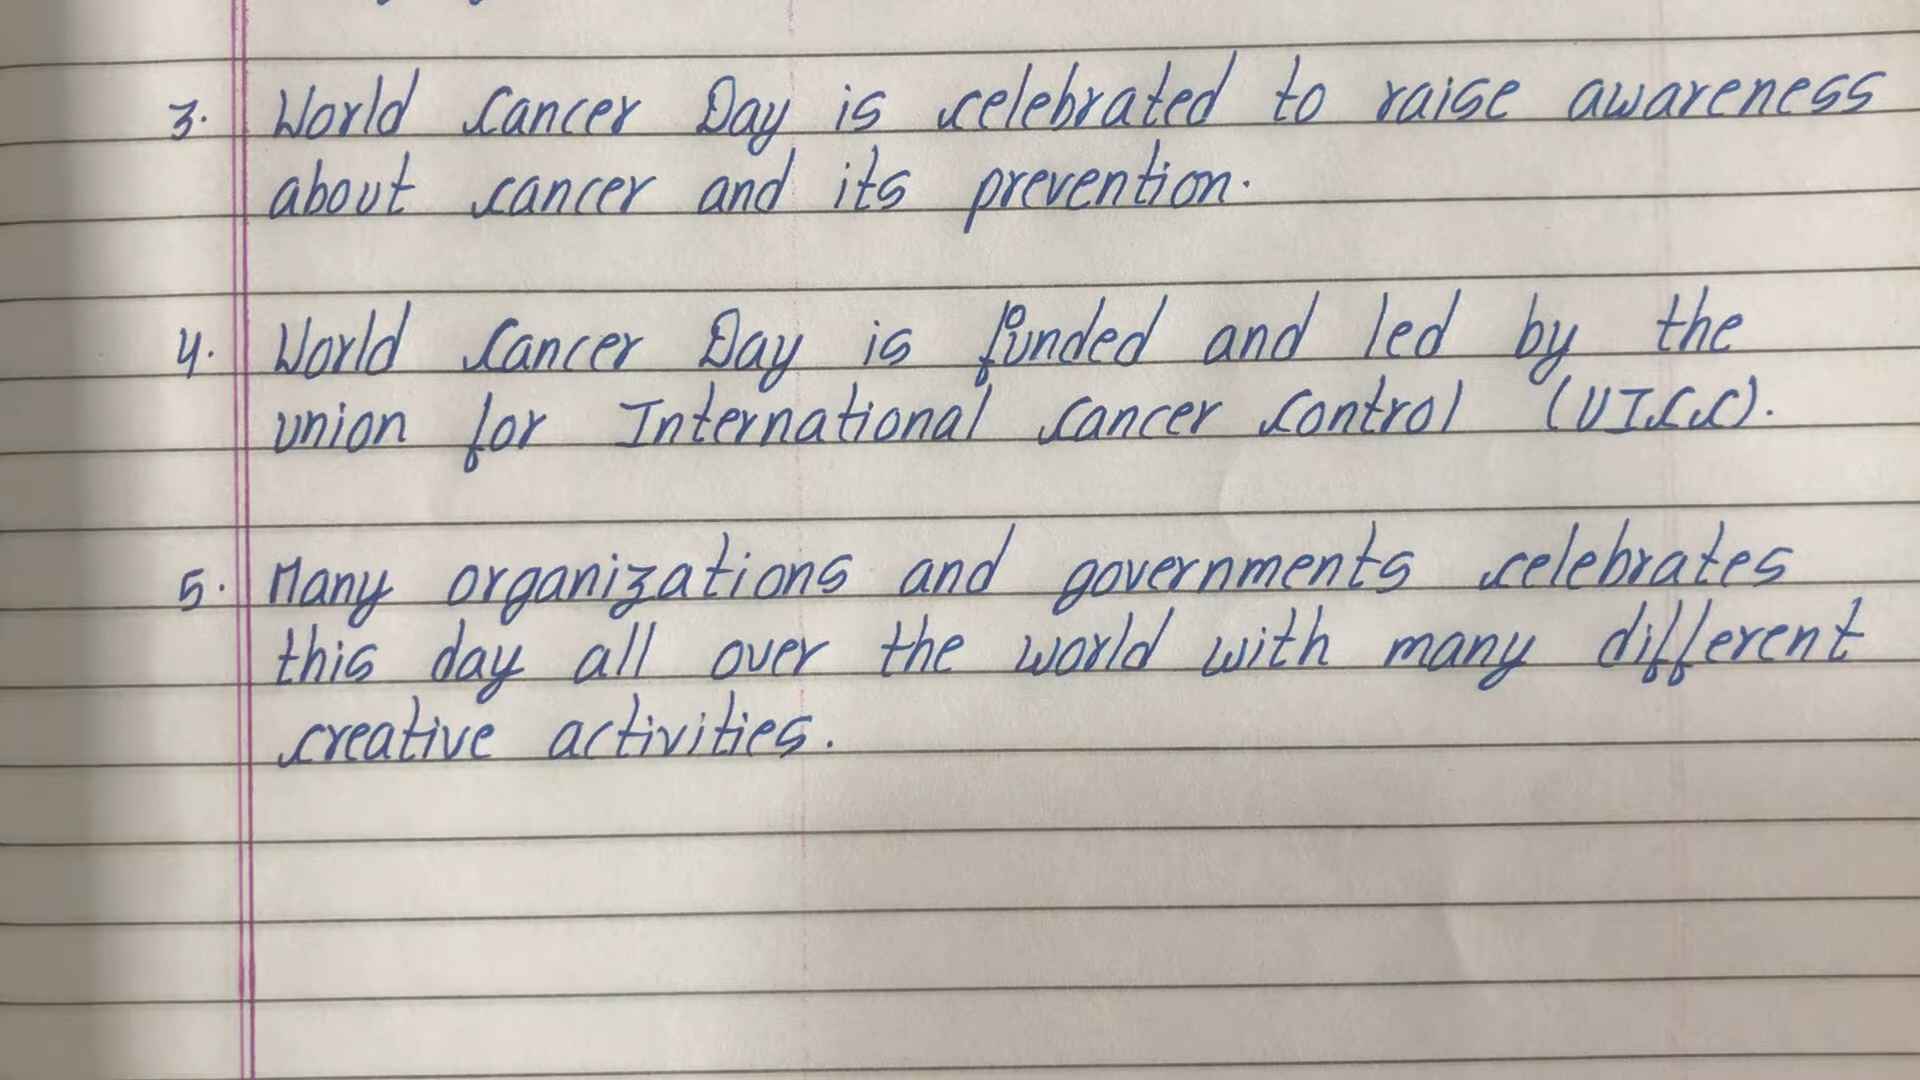 3. World Cancer Day is celebrated to raise awareness
about cancer and its prevention.
4. World Cancer Day is funded and led by the
union for International Cancer Control (UICC).
5. Many organizations and governments celebrates
this day all over the world with many different
creative activities.